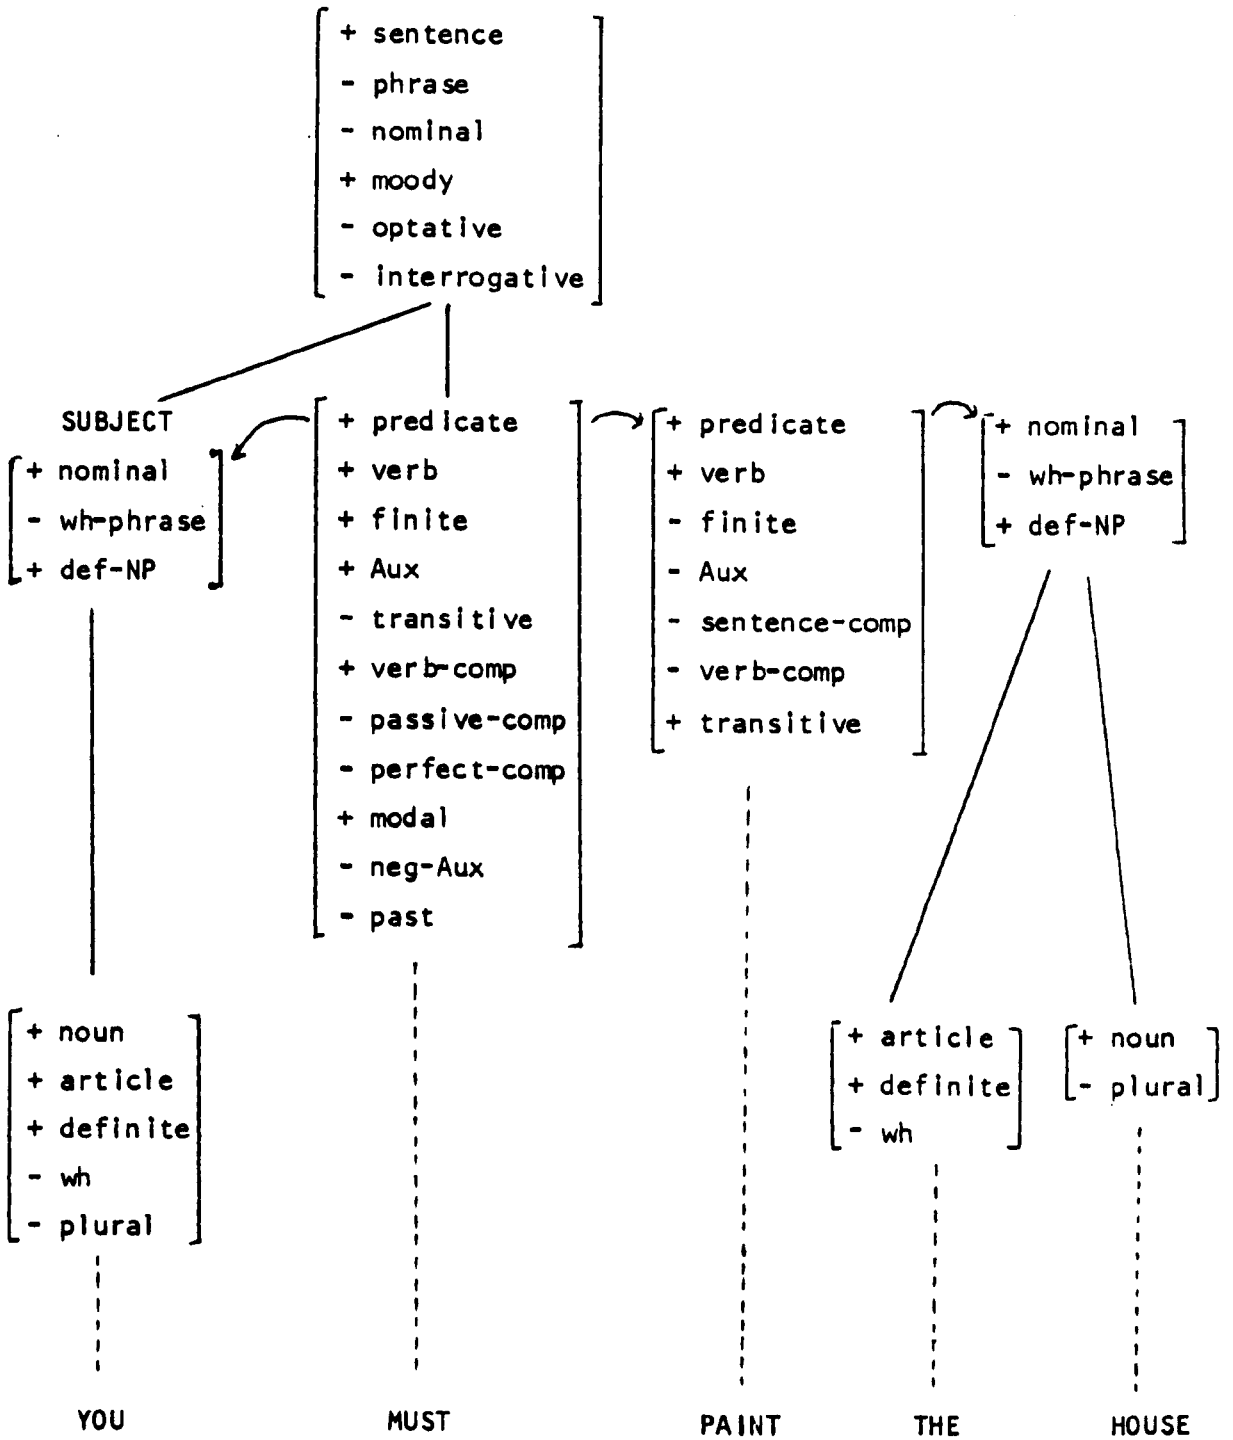 + sentence
- phrase
- nominal
+ moody
- optative
- interrogative
SUBJECT
+ nominal
- wh-phrase
+ def-NP
+ predicate
+ verb
+ finite
+ Aux
- transitive
+ verb-comp
- passive-comp
- perfect-comp
+ modal
- neg-Aux
- past
+ predicate
+ verb
- finite
- Aux
- sentence-comp
- verb-comp
+ transitive
+ nominal
- wh-phrase
+ def-NP
+ noun
+ article
+ definite
- wh
- plural
+ article
+ definite
- wh
+ noun
- plural
YOU MUST PAINT THE HOUSE